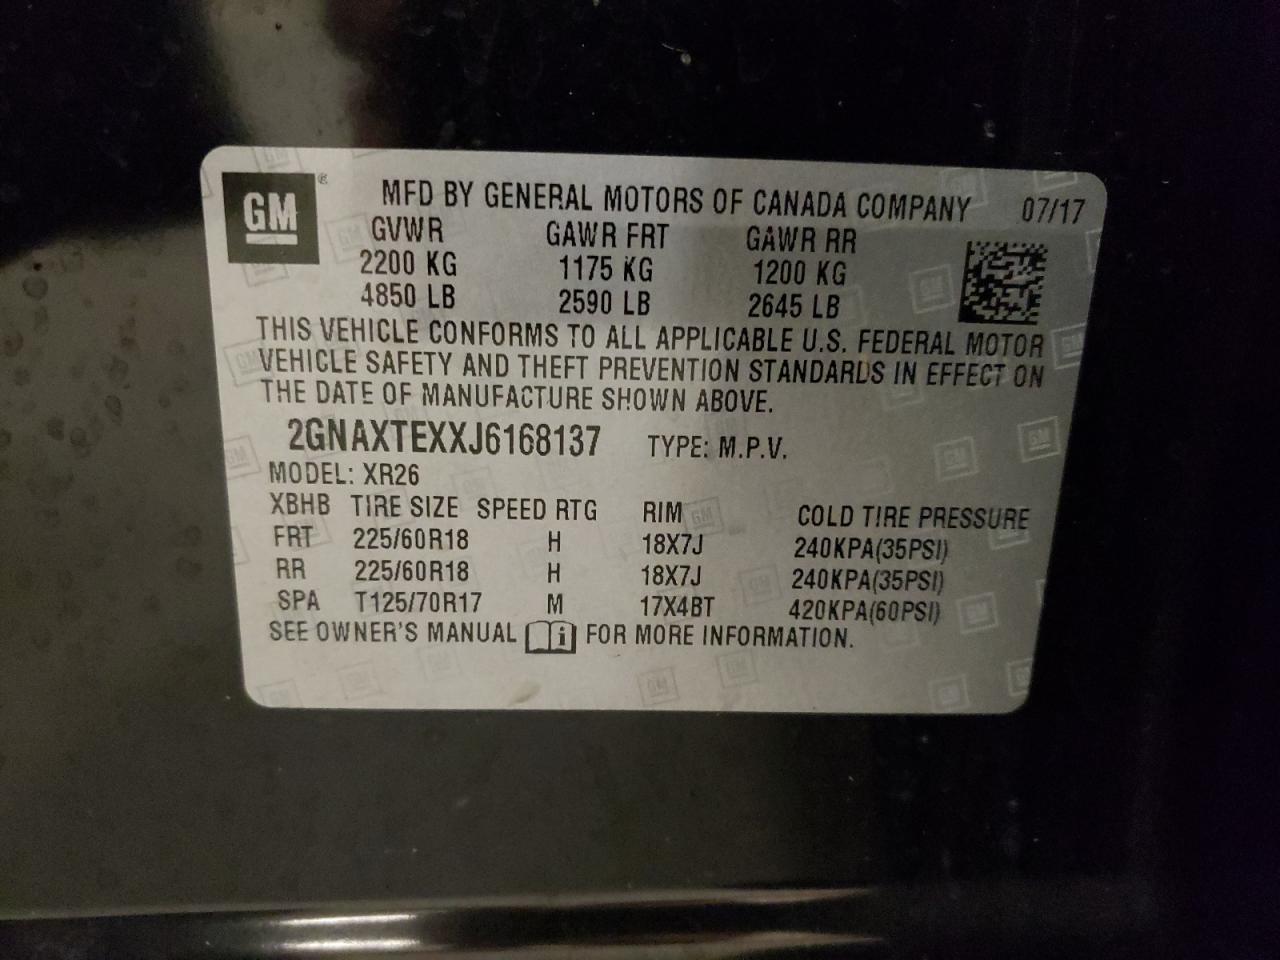 GM ® MFD BY GENERAL MOTORS OF CANADA COMPANY 07/17
GVWR GAWR FRT GAWR RR
2200 KG 1175 KG 1200 KG
4850 LB 2590 LB 2645 LB
THIS VEHICLE CONFORMS TO ALL APPLICABLE U.S. FEDERAL MOTOR
VEHICLE SAFETY AND THEFT PREVENTION STANDARDS IN EFFECT ON
THE DATE OF MANUFACTURE SHOWN ABOVE.
2GNAXTEXXJ6168137 TYPE: M.P.V.
MODEL: XR26
XBHB TIRE SIZE SPEED RTG RIM COLD TIRE PRESSURE
FRT 225/60R18 H 18X7J 240KPA(35PSI)
RR 225/60R18 H 18X7J 240KPA(35PSI)
SPA T125/70R17 M 17X4BT 420KPA(60PSI)
SEE OWNER'S MANUAL i FOR MORE INFORMATION.